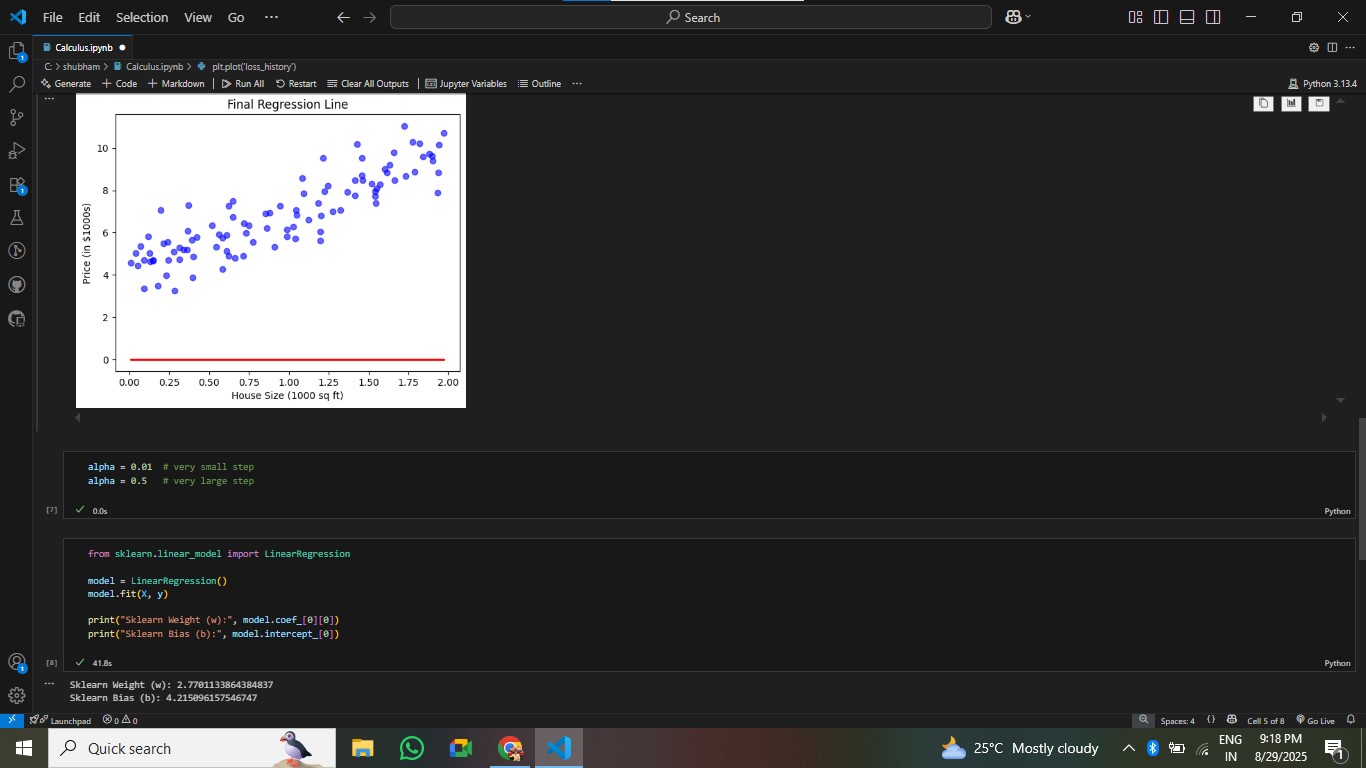 File Edit Selection View Go ···
Search
Calculus.ipynb
C: > shubham > Calculus.ipynb > plt.plot('loss_history')
Generate + Code + Markdown | Run All Restart Clear All Outputs | Jupyter Variables Outline ···
Python 3.13.4
Final Regression Line
Price (in $1000s)
10
8
6
4
2
0
0.00 0.25 0.50 0.75 1.00 1.25 1.50 1.75 2.00
House Size (1000 sq ft)
alpha = 0.01 # very small step
alpha = 0.5 # very large step
[7] 0.0s Python
from sklearn.linear_model import LinearRegression
model = LinearRegression()
model.fit(X, y)
print("Sklearn Weight (w):", model.coef_[0][0])
print("Sklearn Bias (b):", model.intercept_[0])
[8] 41.8s Python
Sklearn Weight (w): 2.7701133864384837
Sklearn Bias (b): 4.215096157546747
Launchpad 0 0 Spaces: 4 {} Cell 5 of 8 Go Live
Quick search
25°C Mostly cloudy
ENG
IN
9:18 PM
8/29/2025
1